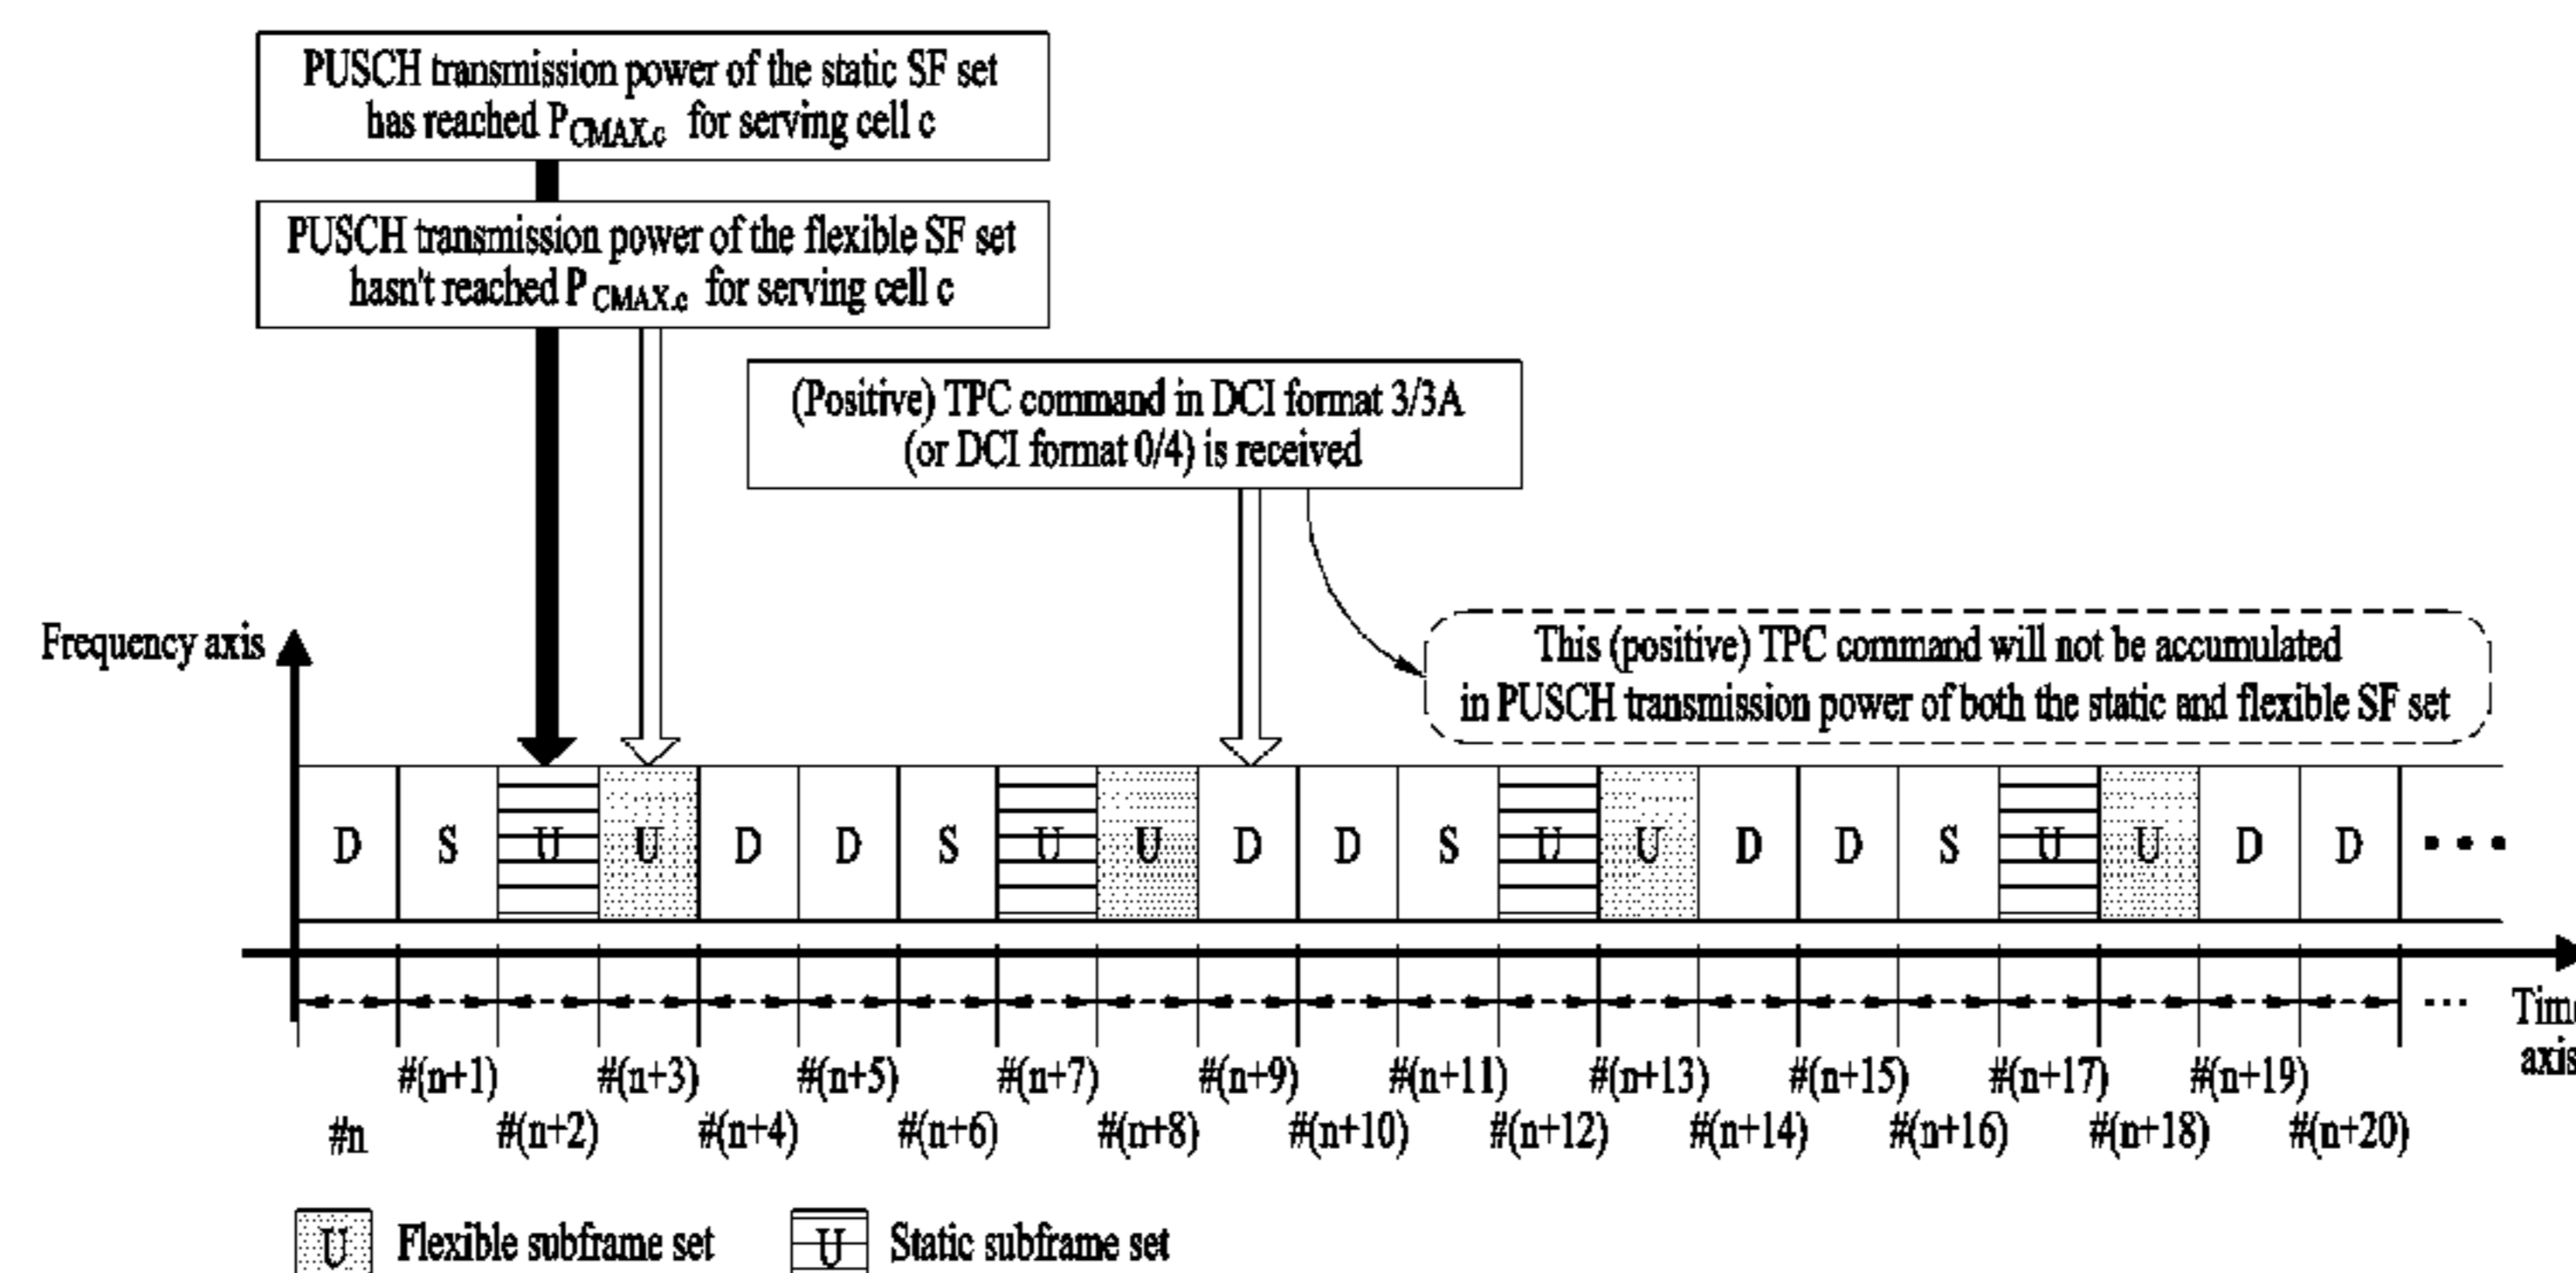 PUSCH transmission power of the static SF set
has reached PCMAX.c for serving cell c
PUSCH transmission power of the flexible SF set
hasn't reached PCMAX.c for serving cell c
(Positive) TPC command in DCI format 3/3A
(or DCI format 0/4) is received
This (positive) TPC command will not be accumulated
in PUSCH transmission power of both the static and flexible SF set
Frequency axis
D S U U D D S U U D D S U U D D S U U D D • • •
#(n+1) #(n+3) #(n+5) #(n+7) #(n+9) #(n+11) #(n+13) #(n+15) #(n+17) #(n+19)
#n #(n+2) #(n+4) #(n+6) #(n+8) #(n+10) #(n+12) #(n+14) #(n+16) #(n+18) #(n+20)
... Time
axis
U Flexible subframe set U Static subframe set